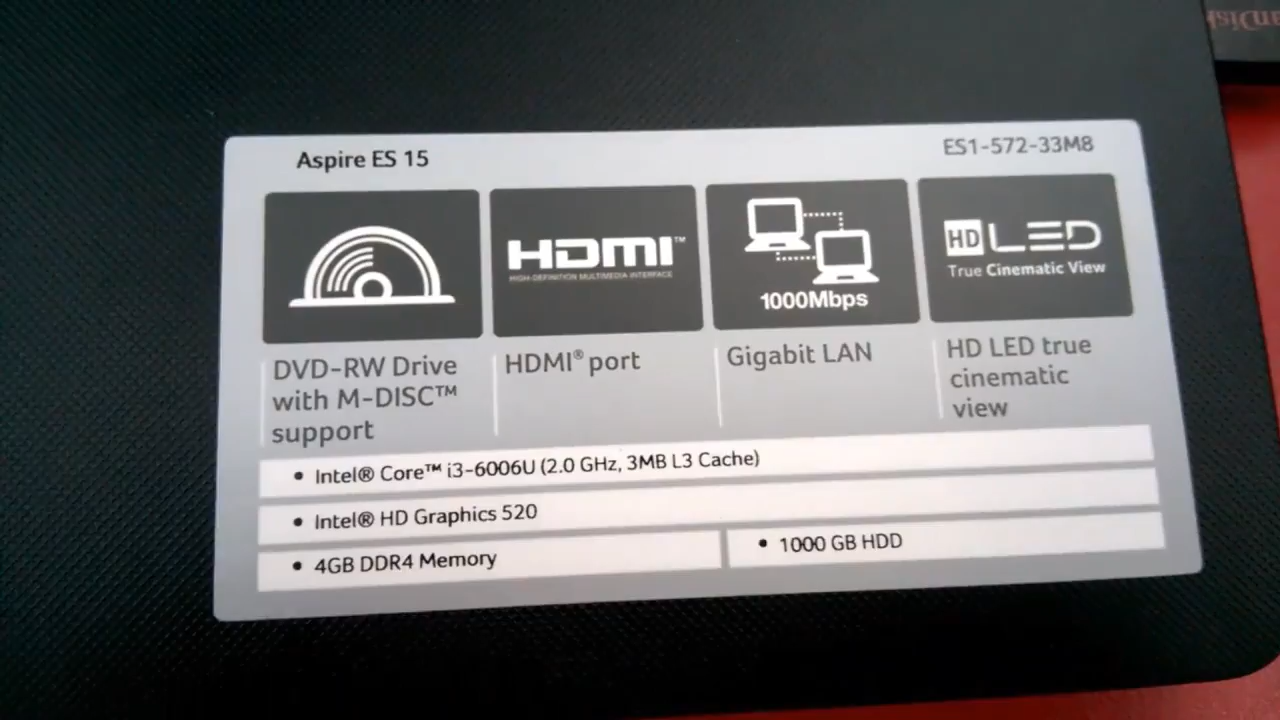 SanDisk
Aspire ES 15
ES1-572-33M8
HDMI™
HIGH-DEFINITION MULTIMEDIA INTERFACE
1000Mbps
HD LED
True Cinematic View
DVD-RW Drive
with M-DISC™
support
HDMI® port
Gigabit LAN
HD LED true
cinematic
view
• Intel® Core™ i3-6006U (2.0 GHz, 3MB L3 Cache)
• Intel® HD Graphics 520
• 4GB DDR4 Memory
• 1000 GB HDD